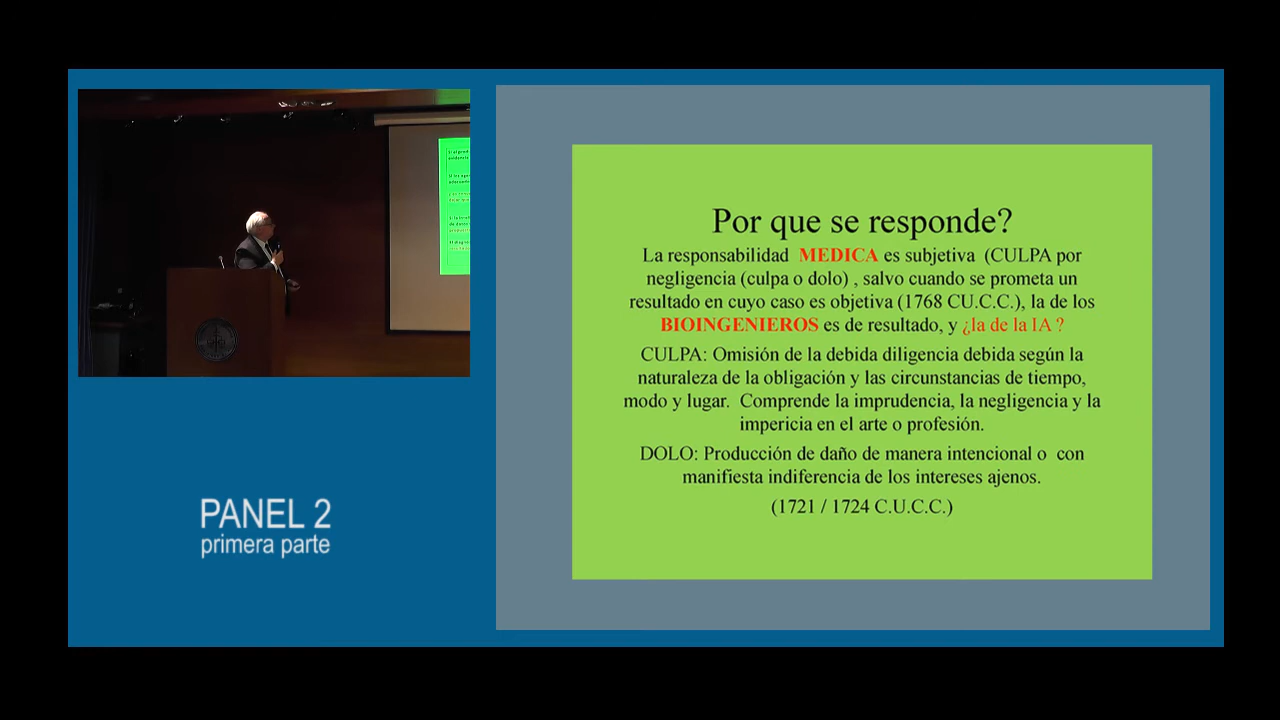 PANEL 2
primera parte
Por que se responde?
La responsabilidad MEDICA es subjetiva (CULPA por
negligencia (culpa o dolo) , salvo cuando se prometa un
resultado en cuyo caso es objetiva (1768 CU.C.C.), la de los
BIOINGENIEROS es de resultado, y ¿la de la IA ?
CULPA: Omisión de la debida diligencia debida según la
naturaleza de la obligación y las circunstancias de tiempo,
modo y lugar. Comprende la imprudencia, la negligencia y la
impericia en el arte o profesión.
DOLO: Producción de daño de manera intencional o con
manifiesta indiferencia de los intereses ajenos.
(1721 / 1724 C.U.C.C.)